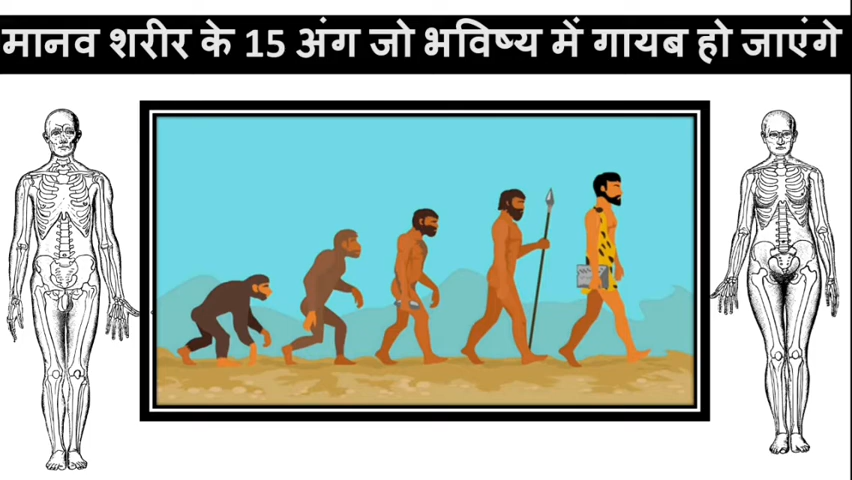 मानव शरीर के 15 अंग जो भविष्य में गायब हो जाएंगे